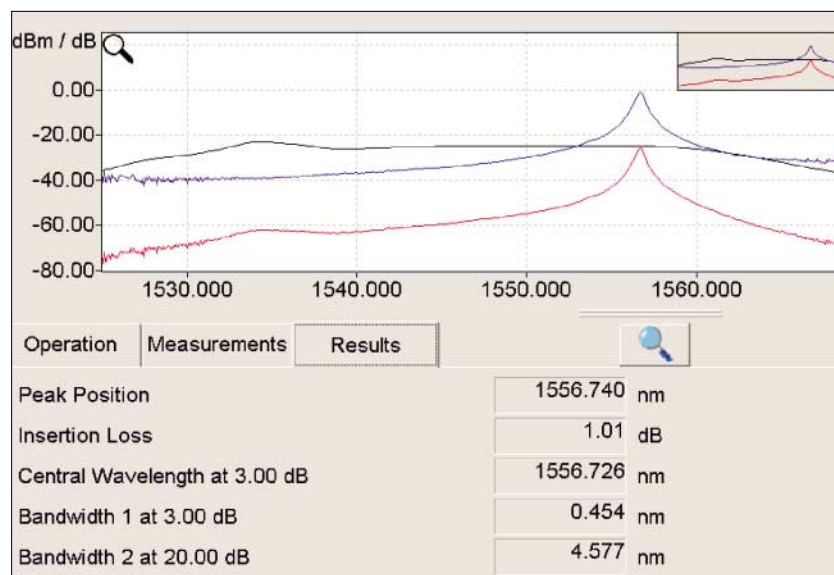 dBm / dB
0.00
-20.00
-40.00
-60.00
-80.00
1530.000 1540.000 1550.000 1560.000
Operation Measurements Results
Peak Position 1556.740 nm
Insertion Loss 1.01 dB
Central Wavelength at 3.00 dB 1556.726 nm
Bandwidth 1 at 3.00 dB 0.454 nm
Bandwidth 2 at 20.00 dB 4.577 nm